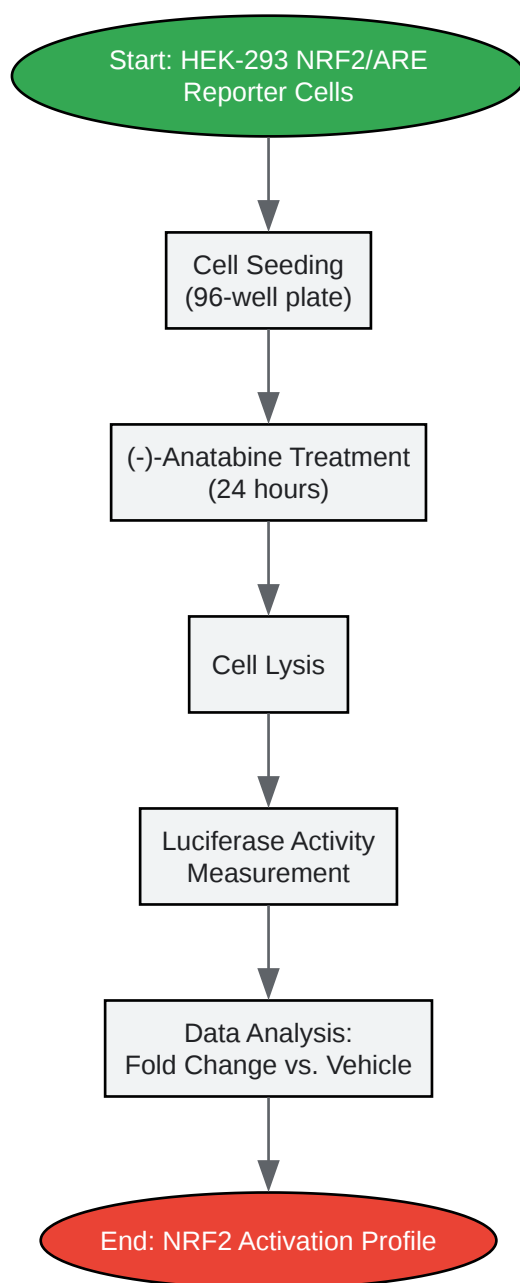 Start: HEK-293 NRF2/ARE
Reporter Cells
Cell Seeding
(96-well plate)
(-)-Anatabine Treatment
(24 hours)
Cell Lysis
Luciferase Activity
Measurement
Data Analysis:
Fold Change vs. Vehicle
End: NRF2 Activation Profile